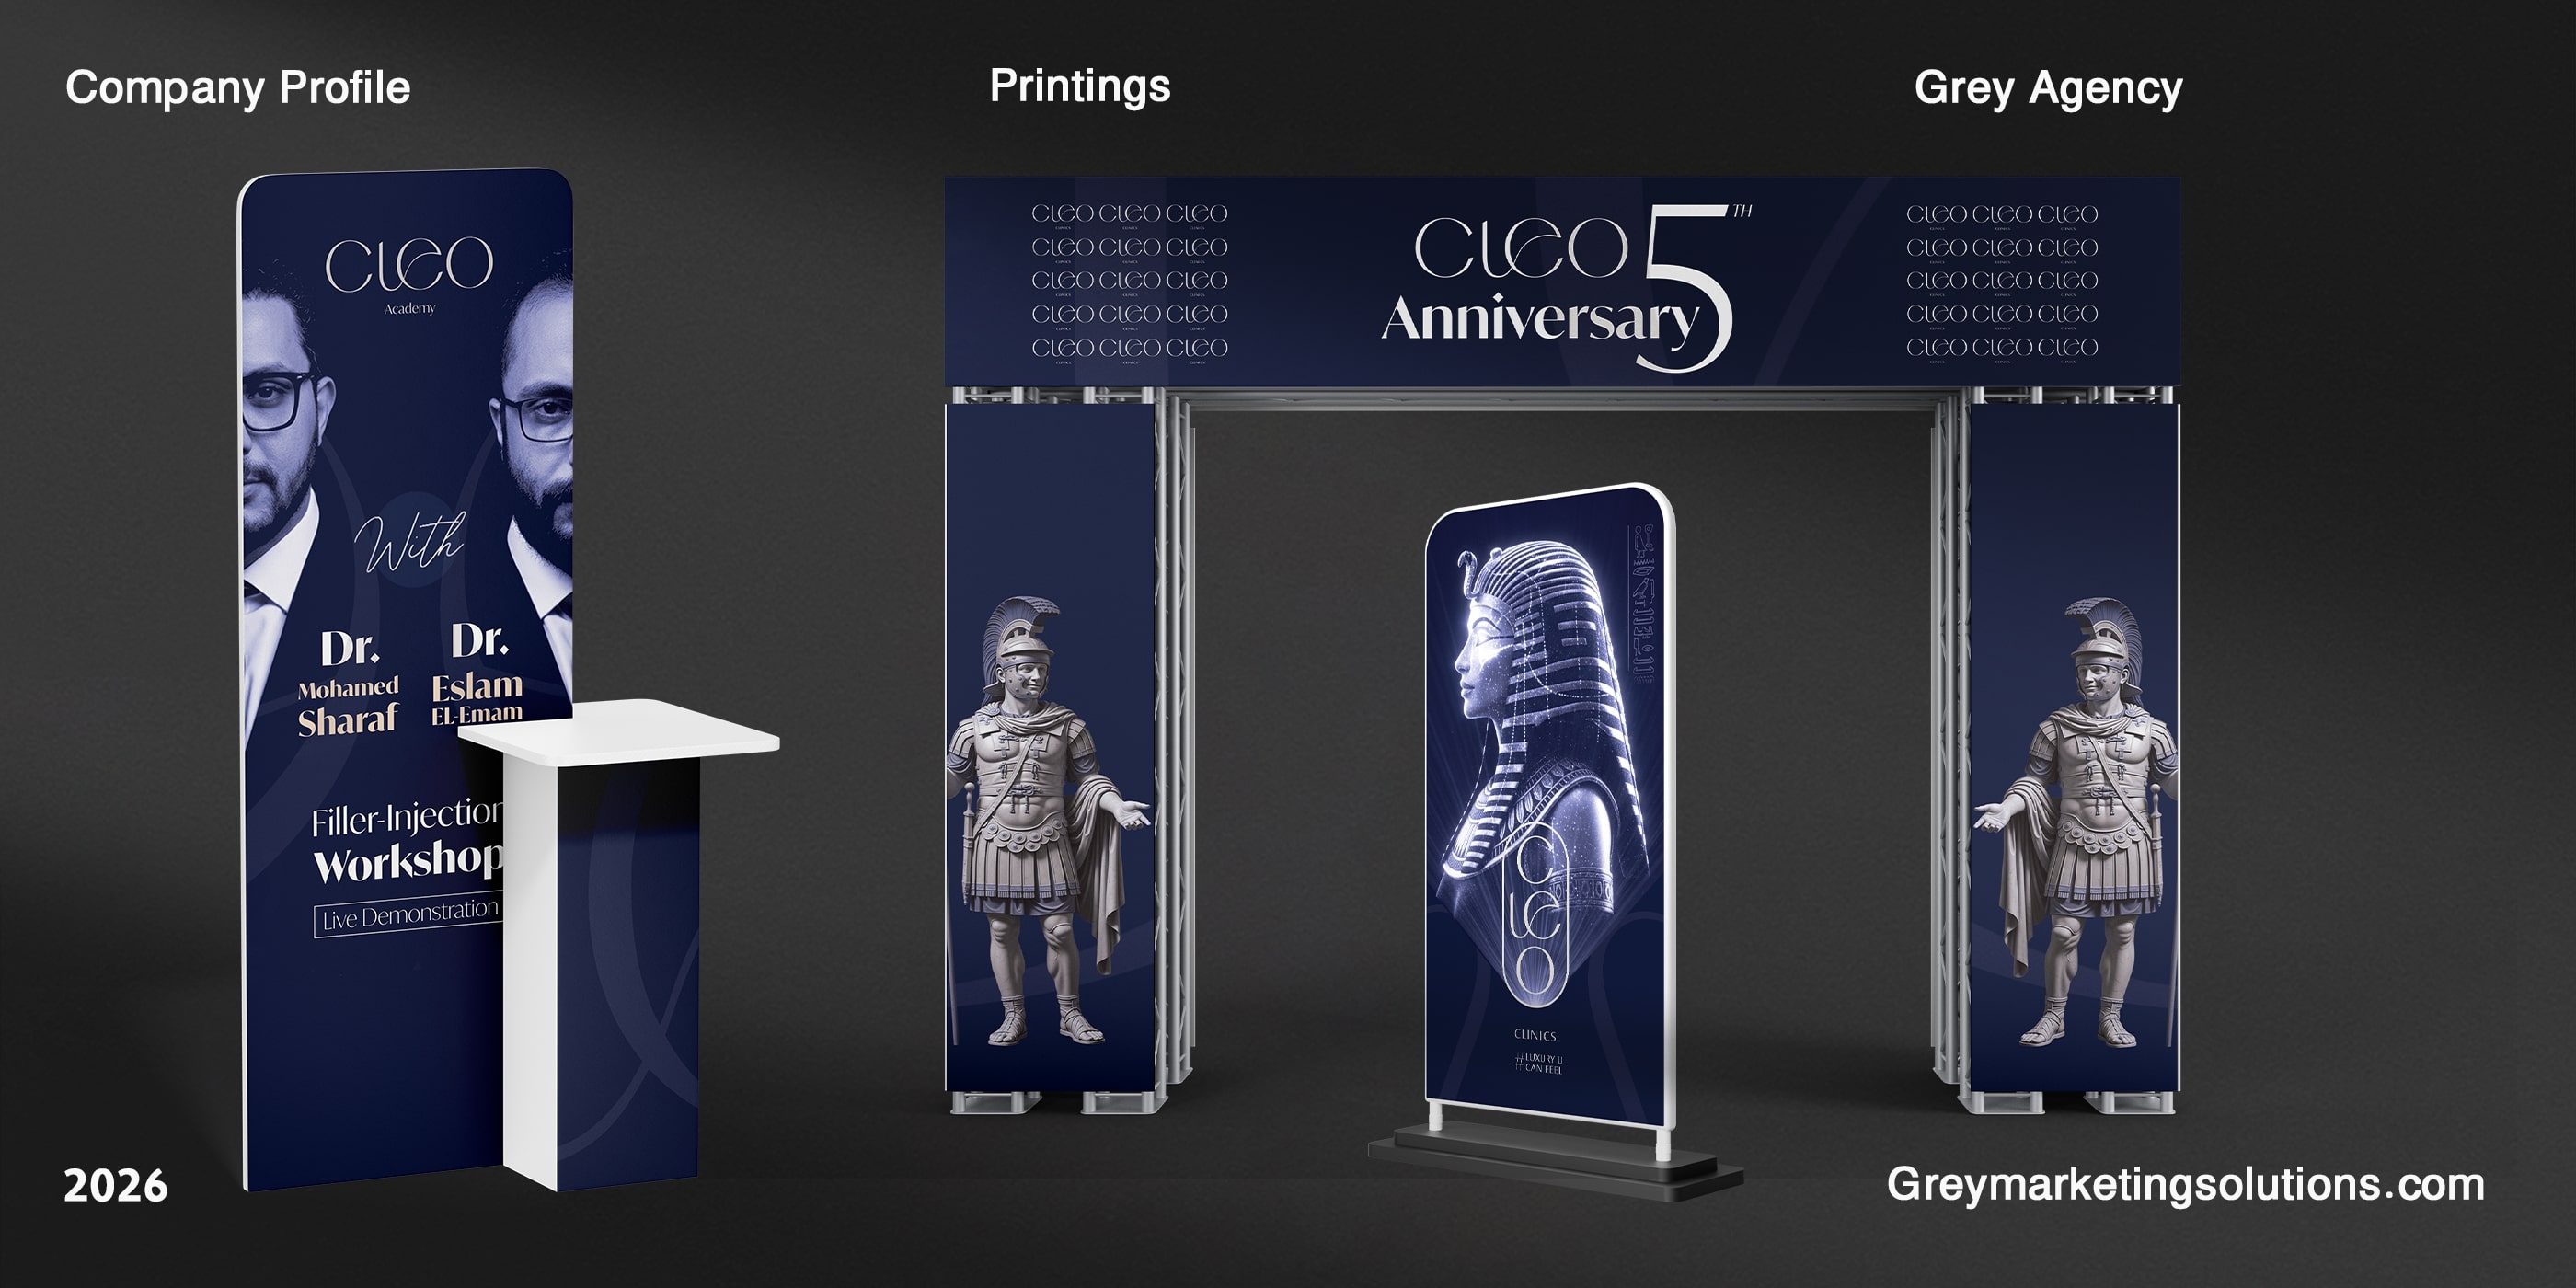 Company Profile
Printings
Grey Agency
CLEO
Academy
With
Dr.
Mohamed
Sharaf
Dr.
Eslam
EL-Emam
Filler-Injection
Workshop
Live Demonstration
CLEO CLEO CLEO
CLEO CLEO CLEO
CLEO CLEO CLEO
CLEO CLEO CLEO
CLEO CLEO CLEO
CLEO 5TH
Anniversary
CLEO CLEO CLEO
CLEO CLEO CLEO
CLEO CLEO CLEO
CLEO CLEO CLEO
CLEO CLEO CLEO
CLEO
CLINICS
# LUXURY U
CAN FEEL
2026
Greymarketingsolutions.com